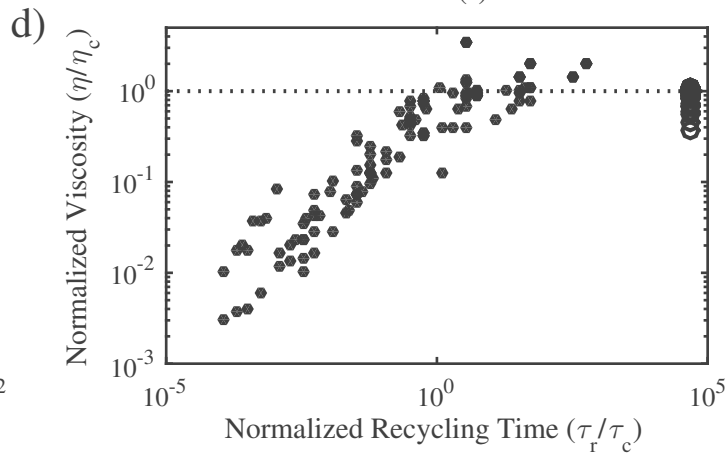 d)
Normalized Viscosity (η/η_c)
10^0
10^-1
10^-2
10^-3
10^-5
10^0
10^5
Normalized Recycling Time (τ_r/τ_c)
2